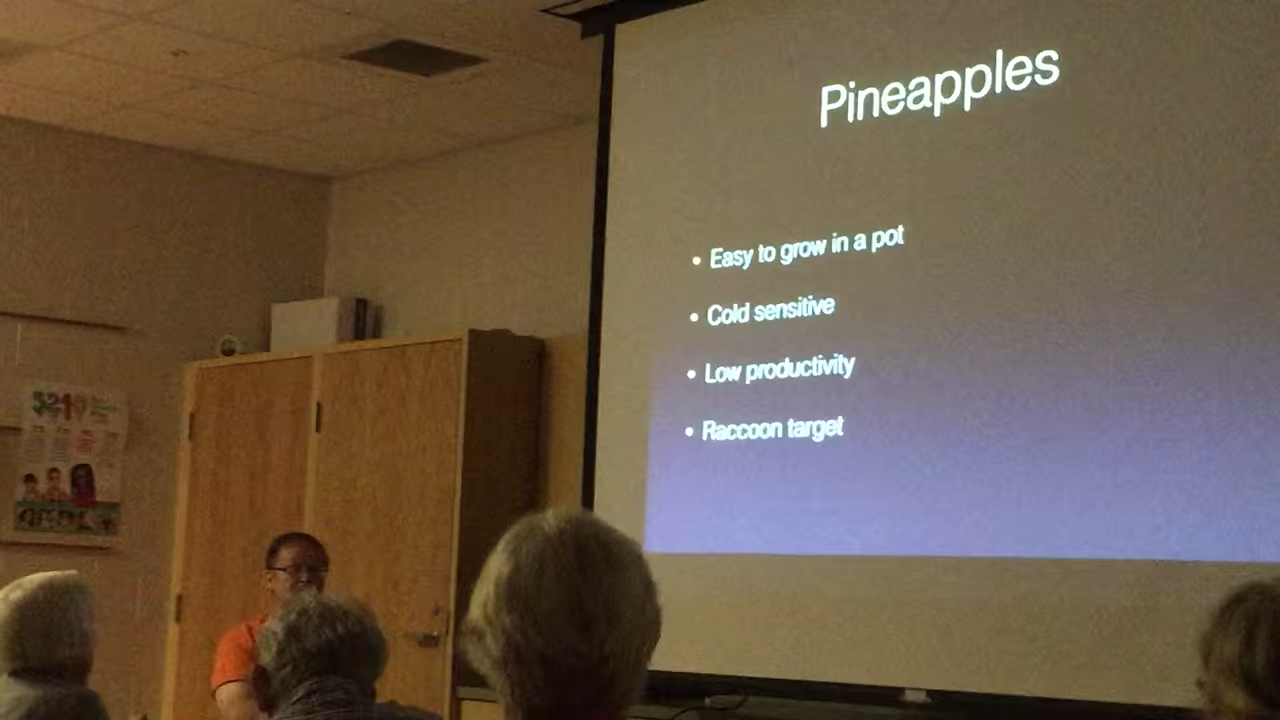 Pineapples
• Easy to grow in a pot
• Cold sensitive
• Low productivity
• Raccoon target